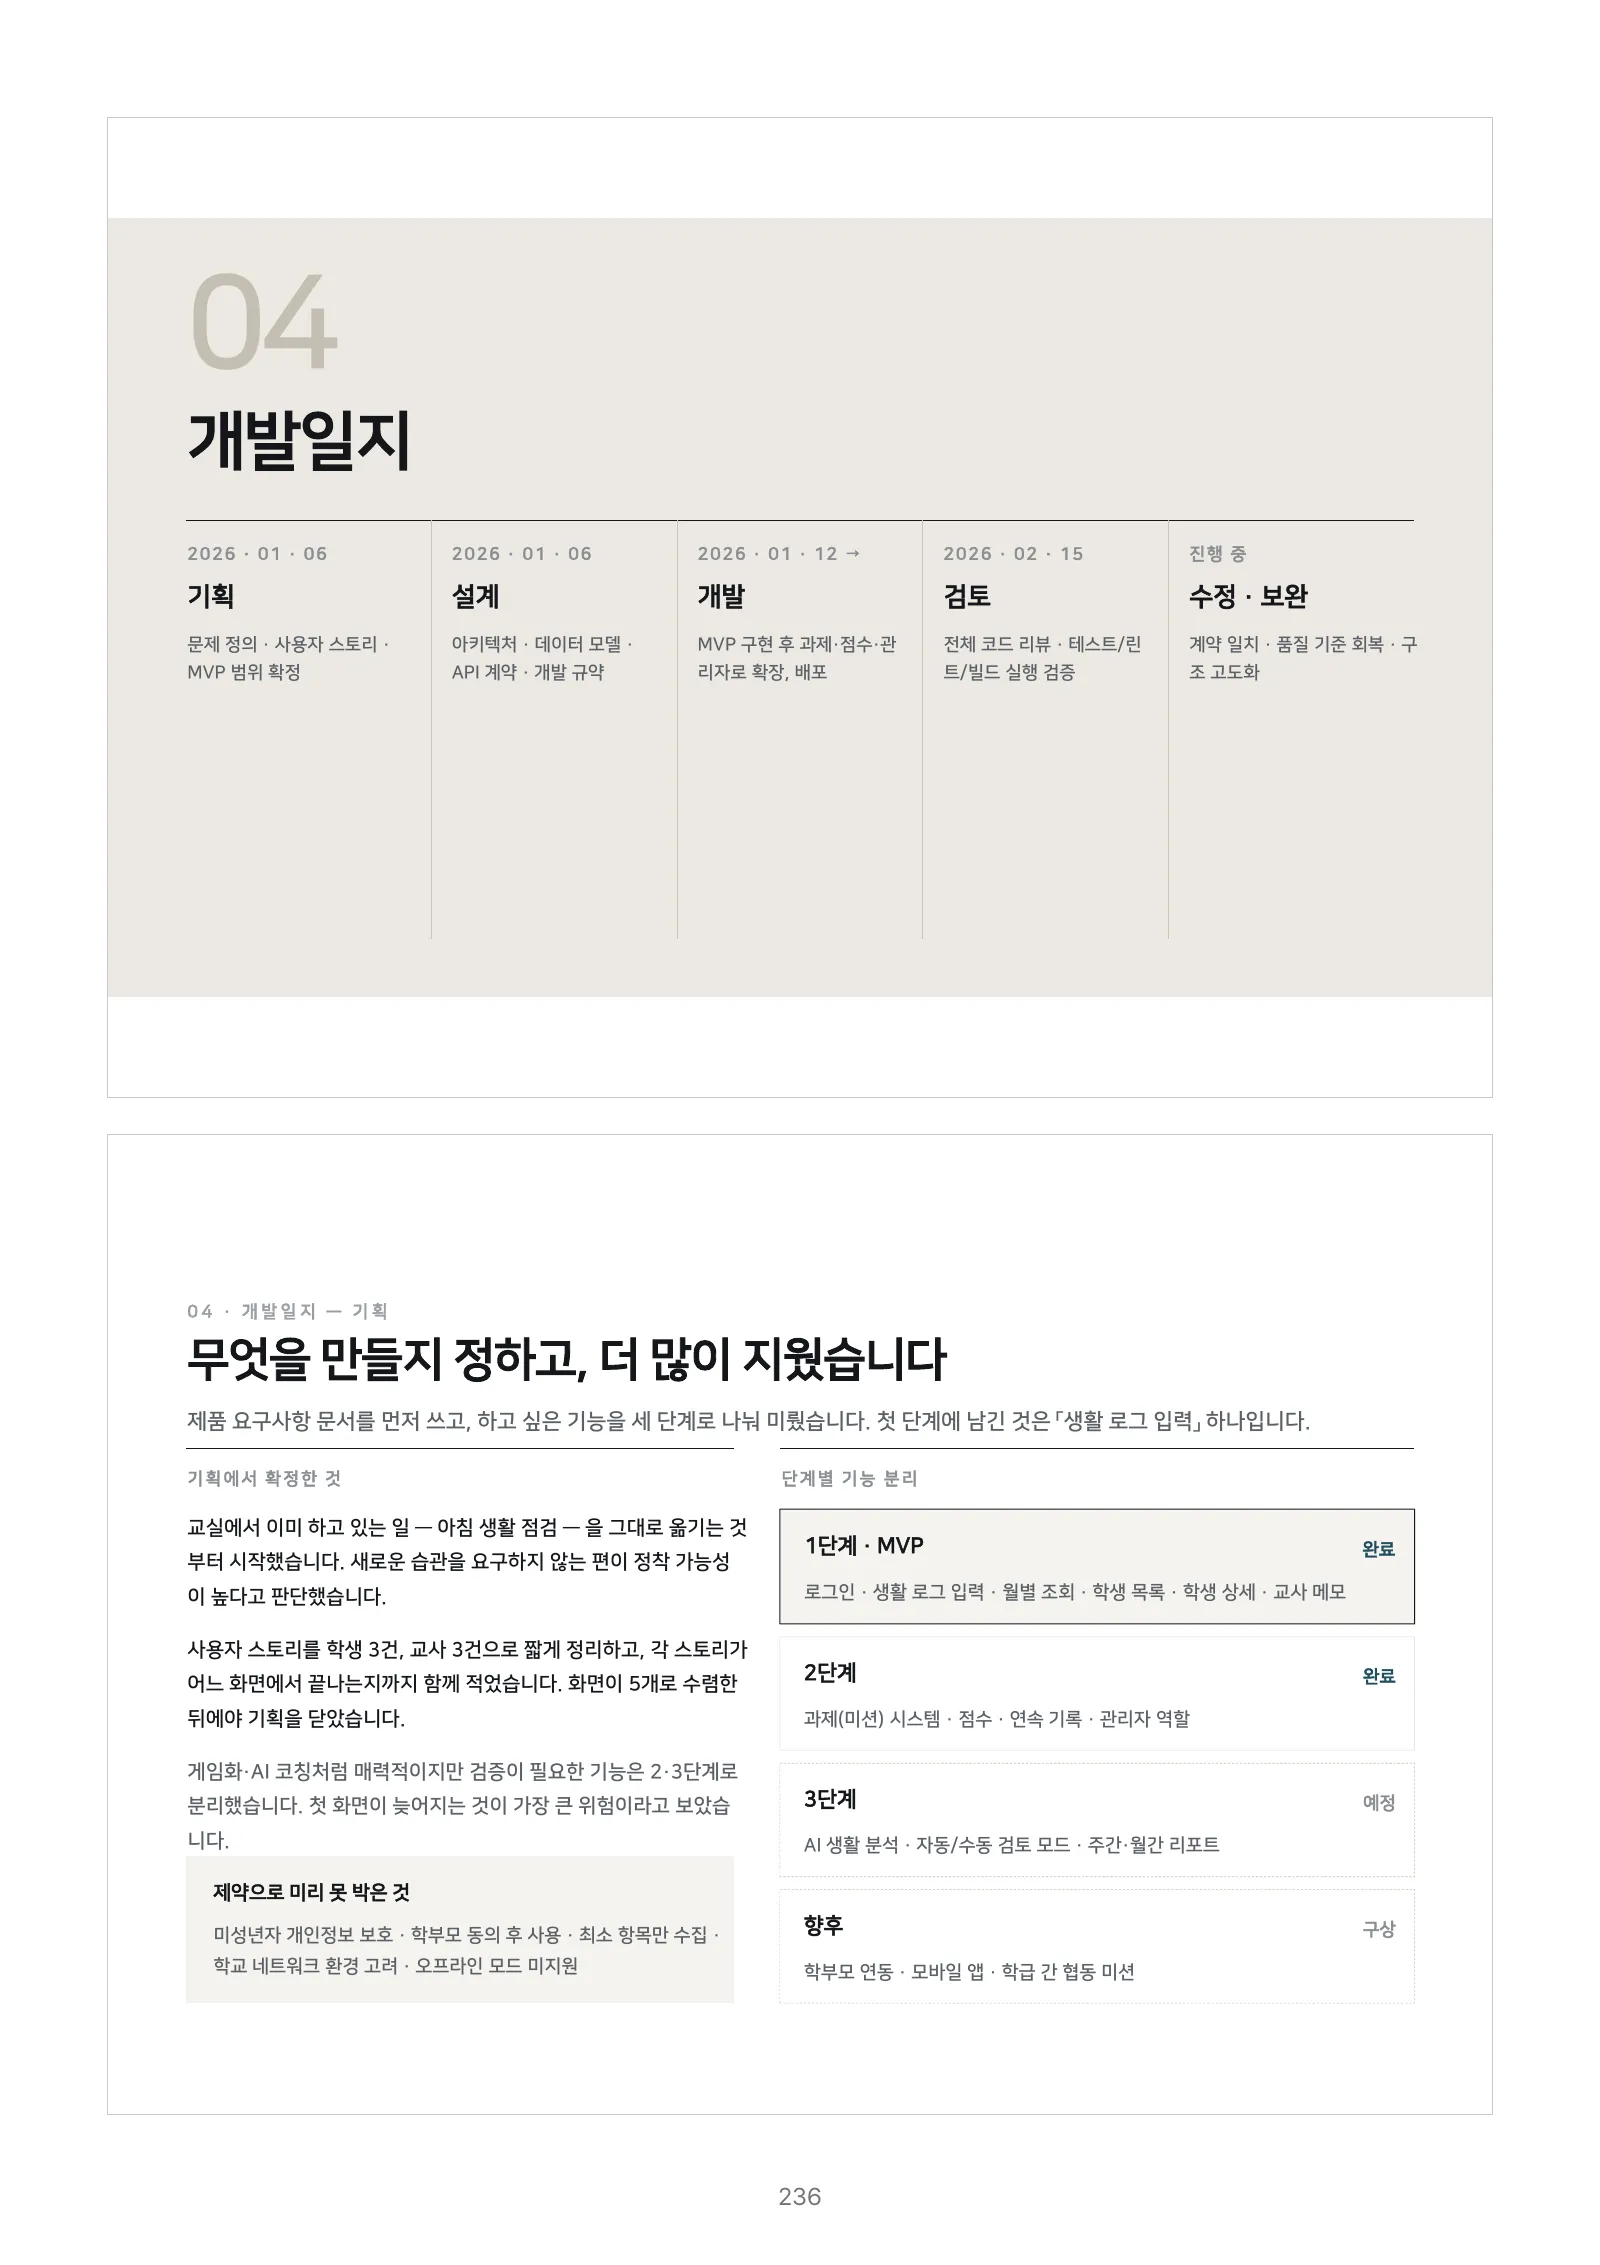 04
개발일지
2026 · 01 · 06
기획
문제 정의 · 사용자 스토리 ·
MVP 범위 확정
2026 · 01 · 06
설계
아키텍처 · 데이터 모델 ·
API 계약 · 개발 규약
2026 · 01 · 12 →
개발
MVP 구현 후 과제·점수·관
리자로 확장, 배포
2026 · 02 · 15
검토
전체 코드 리뷰 · 테스트/린
트/빌드 실행 검증
진행 중
수정 · 보완
계약 일치 · 품질 기준 회복 · 구
조 고도화
04 · 개발일지 — 기획
무엇을 만들지 정하고, 더 많이 지웠습니다
제품 요구사항 문서를 먼저 쓰고, 하고 싶은 기능을 세 단계로 나눠 미뤘습니다. 첫 단계에 남긴 것은 「생활 로그 입력」 하나입니다.
기획에서 확정한 것
교실에서 이미 하고 있는 일 — 아침 생활 점검 — 을 그대로 옮기는 것
부터 시작했습니다. 새로운 습관을 요구하지 않는 편이 정착 가능성
이 높다고 판단했습니다.
사용자 스토리를 학생 3건, 교사 3건으로 짧게 정리하고, 각 스토리가
어느 화면에서 끝나는지까지 함께 적었습니다. 화면이 5개로 수렴한
뒤에야 기획을 닫았습니다.
게임화·AI 코칭처럼 매력적이지만 검증이 필요한 기능은 2·3단계로
분리했습니다. 첫 화면이 늦어지는 것이 가장 큰 위험이라고 보았습
니다.
제약으로 미리 못 박은 것
미성년자 개인정보 보호 · 학부모 동의 후 사용 · 최소 항목만 수집 ·
학교 네트워크 환경 고려 · 오프라인 모드 미지원
단계별 기능 분리
1단계 · MVP
완료
로그인 · 생활 로그 입력 · 월별 조회 · 학생 목록 · 학생 상세 · 교사 메모
2단계
완료
과제(미션) 시스템 · 점수 · 연속 기록 · 관리자 역할
3단계
예정
AI 생활 분석 · 자동/수동 검토 모드 · 주간·월간 리포트
향후
구상
학부모 연동 · 모바일 앱 · 학급 간 협동 미션
236